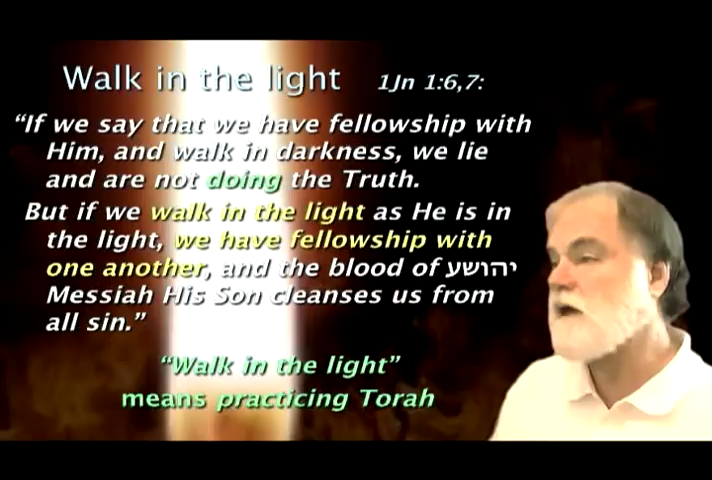 Walk in the light 1Jn 1:6,7:
“If we say that we have fellowship with
Him, and walk in darkness, we lie
and are not doing the Truth.
But if we walk in the light as He is in
the light, we have fellowship with
one another, and the blood of יהושע
Messiah His Son cleanses us from
all sin.”
“Walk in the light”
means practicing Torah